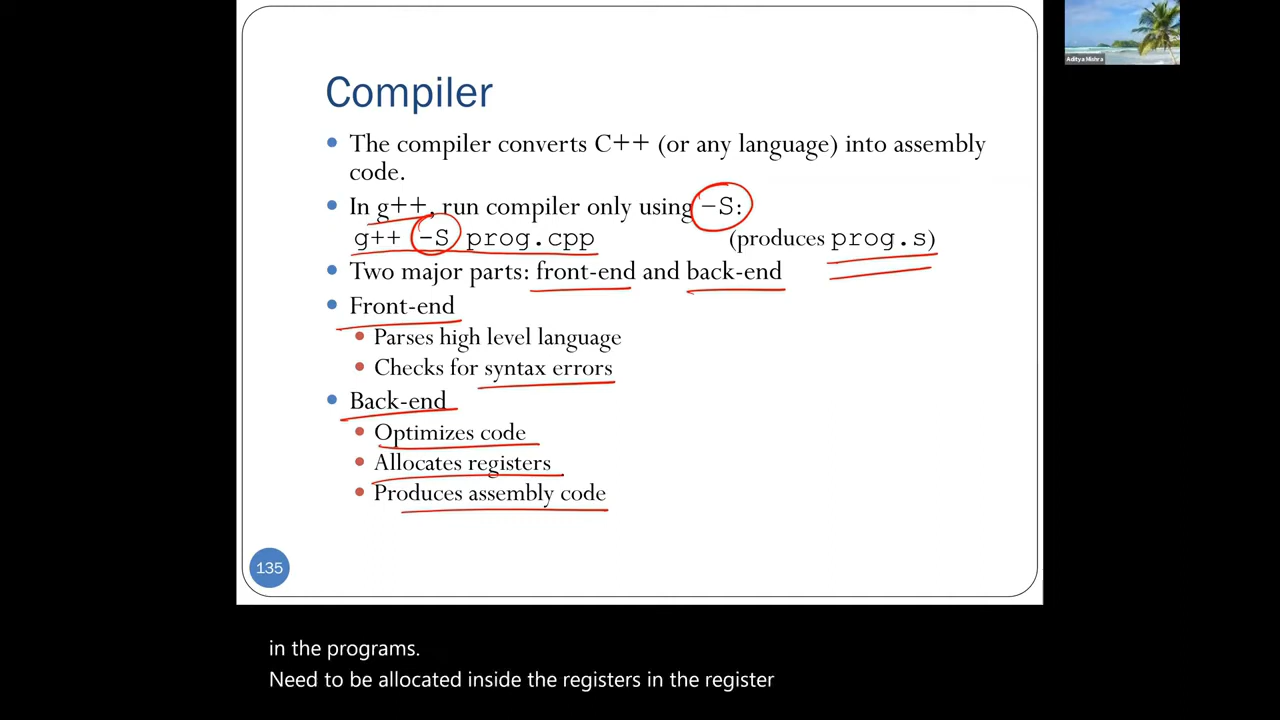 Aditya Mishra
Compiler
• The compiler converts C++ (or any language) into assembly
code.
• In g++, run compiler only using -S:
g++ -S prog.cpp (produces prog.s)
• Two major parts: front-end and back-end
• Front-end
• Parses high level language
• Checks for syntax errors
• Back-end
• Optimizes code
• Allocates registers
• Produces assembly code
135
in the programs.
Need to be allocated inside the registers in the register